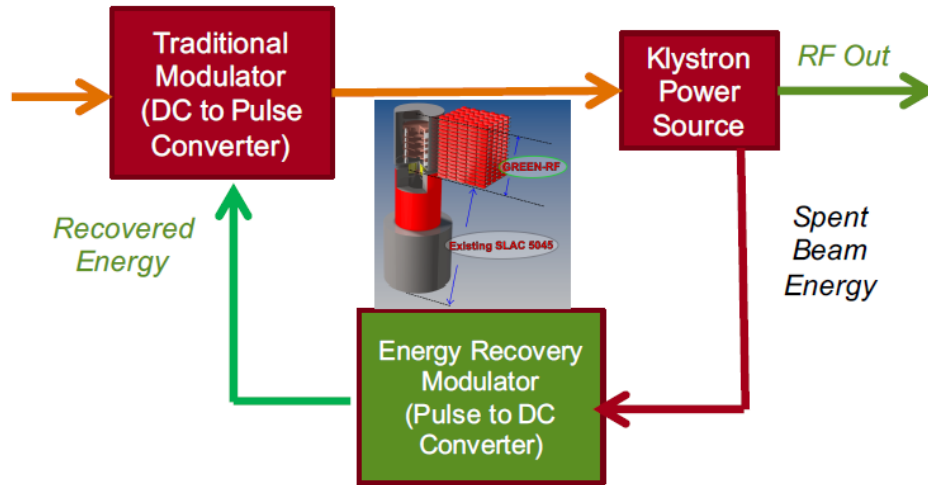 Traditional
Modulator
(DC to Pulse
Converter)
Klystron
Power
Source
RF Out
GREEN-RF
Existing SLAC 5045
Recovered
Energy
Spent
Beam
Energy
Energy Recovery
Modulator
(Pulse to DC
Converter)